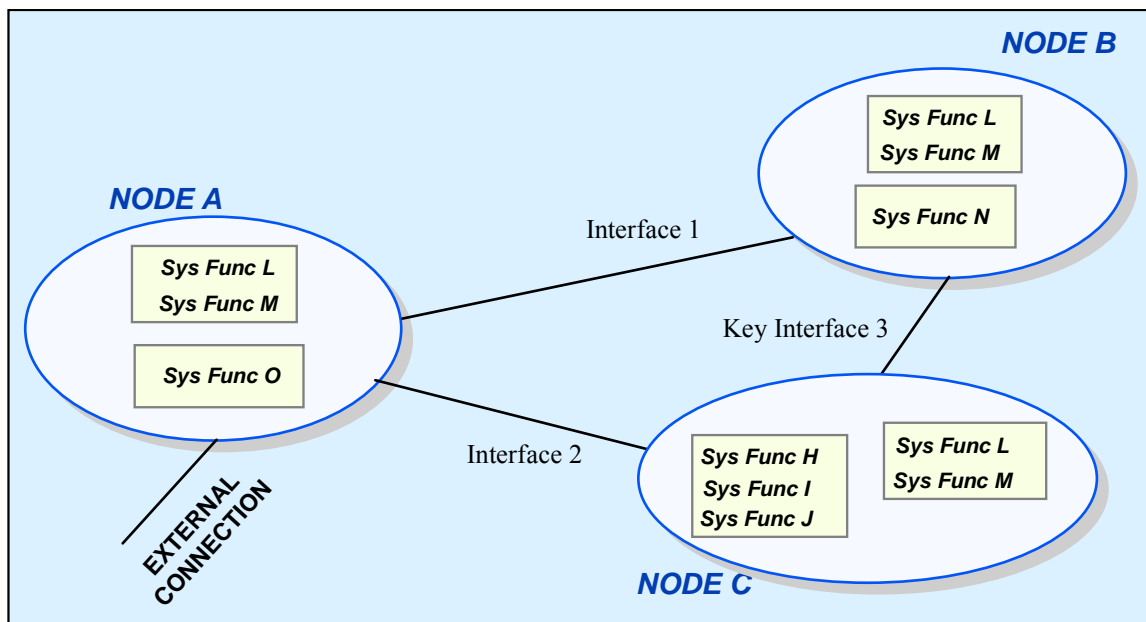 NODE B
Sys Func L
Sys Func M
Sys Func N
NODE A
Sys Func L
Sys Func M
Sys Func O
Interface 1
Key Interface 3
Interface 2
Sys Func H
Sys Func I
Sys Func J
Sys Func L
Sys Func M
NODE C
EXTERNAL
CONNECTION